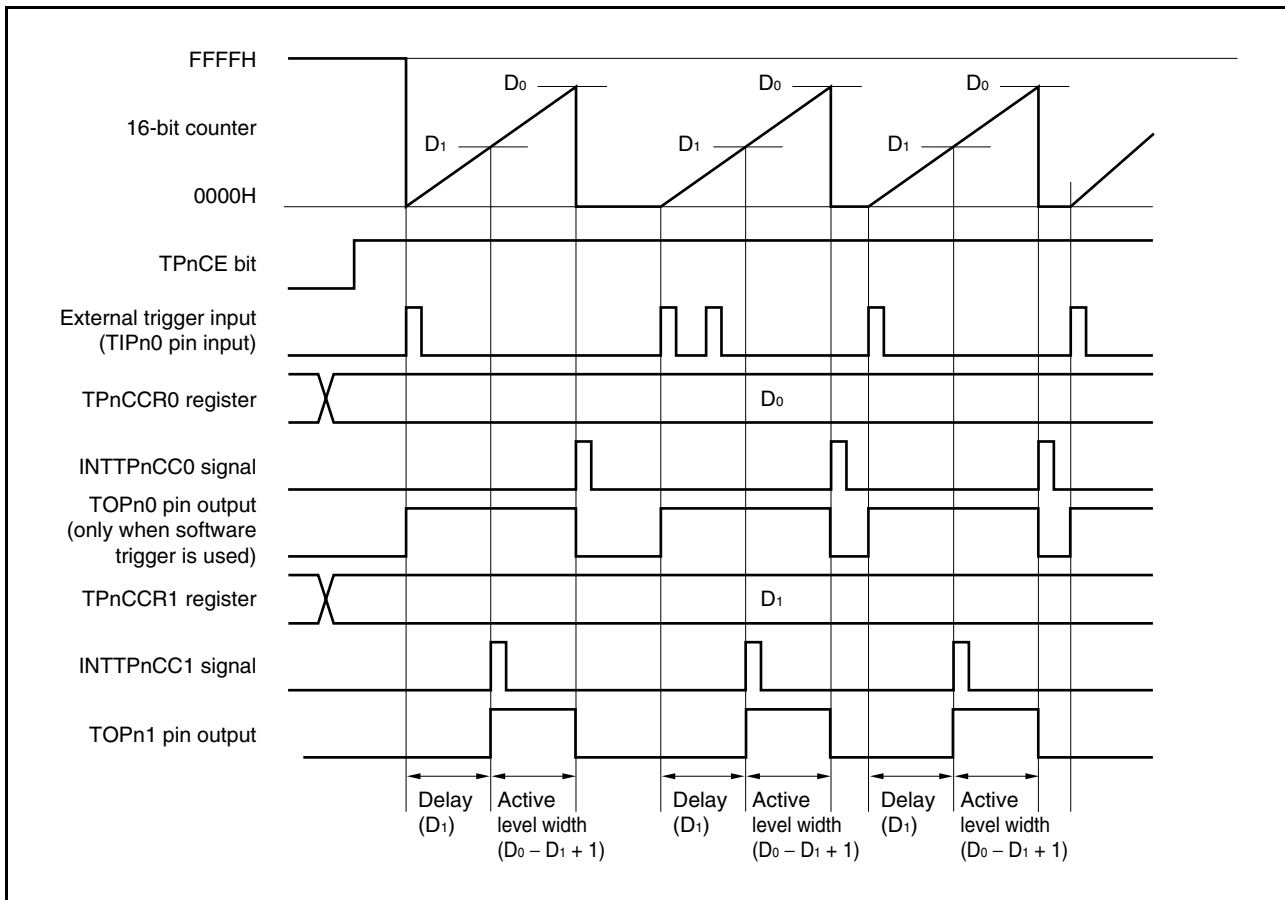 FFFFH
D0
D0
D0
16-bit counter
D1
D1
D1
0000H
TPnCE bit
External trigger input
(TIPn0 pin input)
TPnCCR0 register
D0
INTTPnCC0 signal
TOPn0 pin output
(only when software
trigger is used)
TPnCCR1 register
D1
INTTPnCC1 signal
TOPn1 pin output
Delay
(D1)
Active
level width
(D0 – D1 + 1)
Delay
(D1)
Active
level width
(D0 – D1 + 1)
Delay
(D1)
Active
level width
(D0 – D1 + 1)